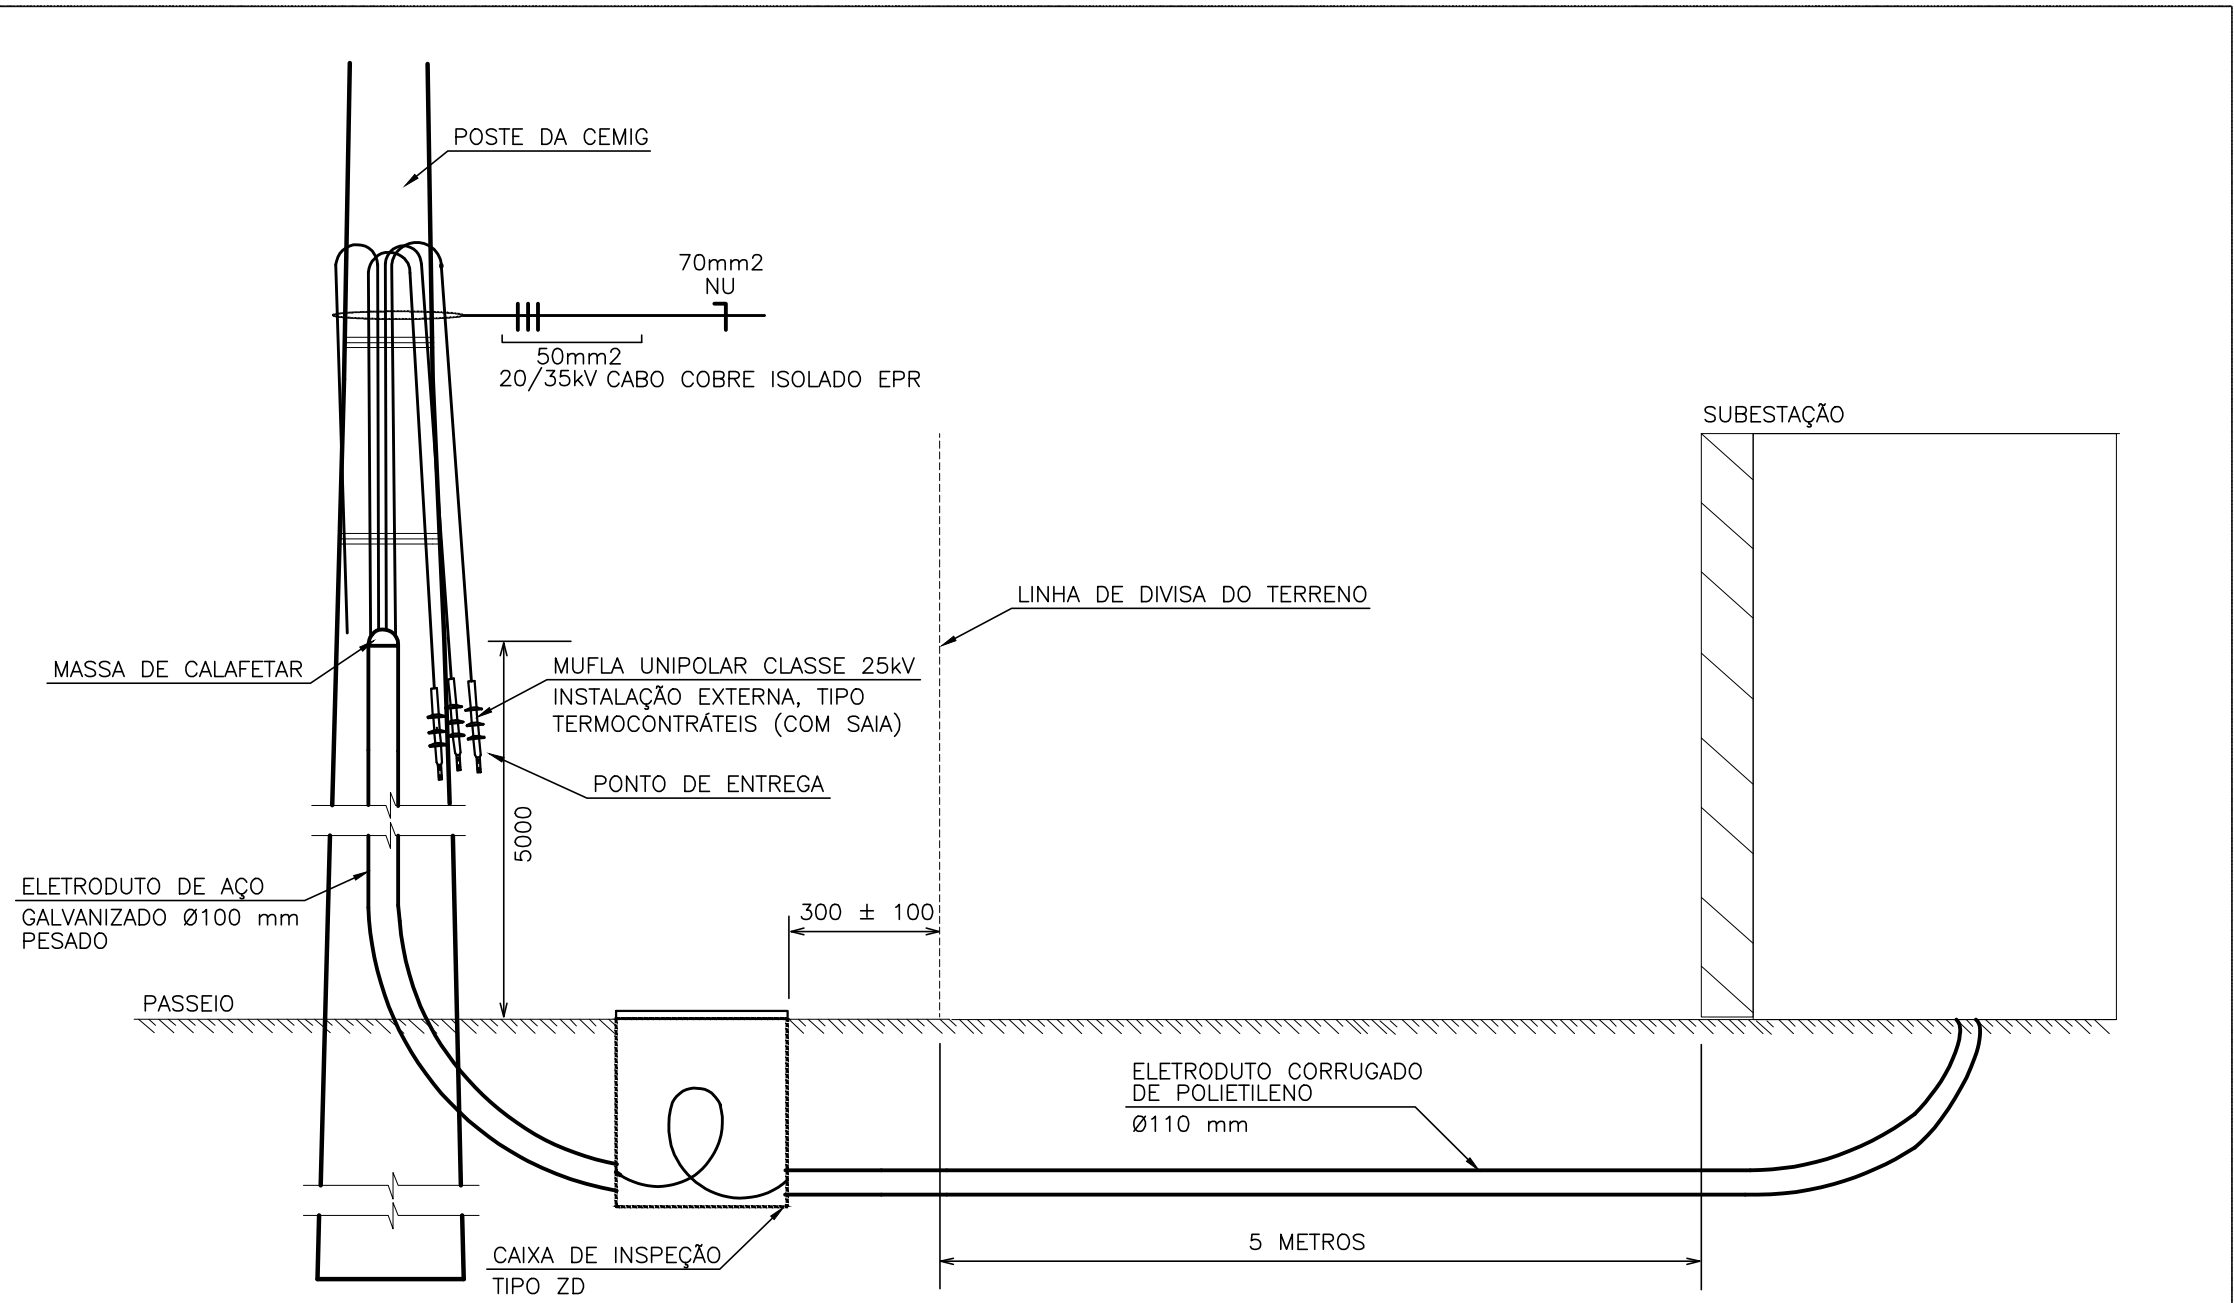 POSTE DA CEMIG
70mm2
NU
50mm2
20/35kV CABO COBRE ISOLADO EPR
SUBESTAÇÃO
LINHA DE DIVISA DO TERRENO
MASSA DE CALAFETAR
MUFLA UNIPOLAR CLASSE 25kV
INSTALAÇÃO EXTERNA, TIPO
TERMOCONTRÁTEIS (COM SAIA)
PONTO DE ENTREGA
5000
ELETRODUTO DE AÇO
GALVANIZADO Ø100 mm
PESADO
300 ± 100
PASSEIO
ELETRODUTO CORRUGADO
DE POLIETILENO
Ø110 mm
5 METROS
CAIXA DE INSPEÇÃO
TIPO ZD